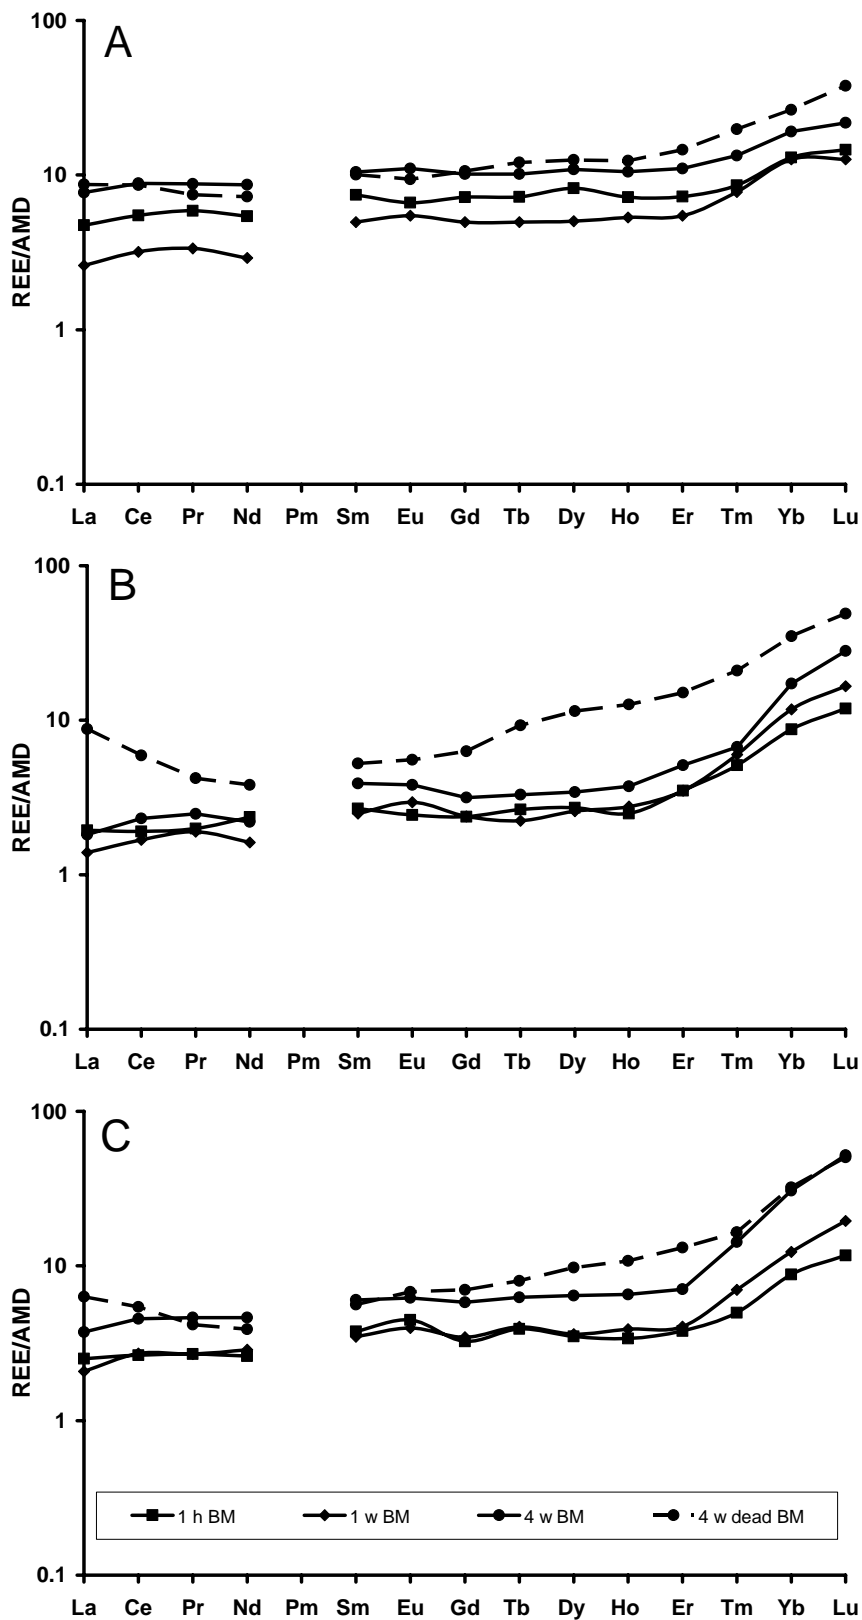 A
100
10
1
0.1
REE/AMD
La Ce Pr Nd Pm Sm Eu Gd Tb Dy Ho Er Tm Yb Lu
B
100
10
1
0.1
REE/AMD
La Ce Pr Nd Pm Sm Eu Gd Tb Dy Ho Er Tm Yb Lu
C
100
10
1
0.1
REE/AMD
1 h BM 1 w BM 4 w BM 4 w dead BM
La Ce Pr Nd Pm Sm Eu Gd Tb Dy Ho Er Tm Yb Lu